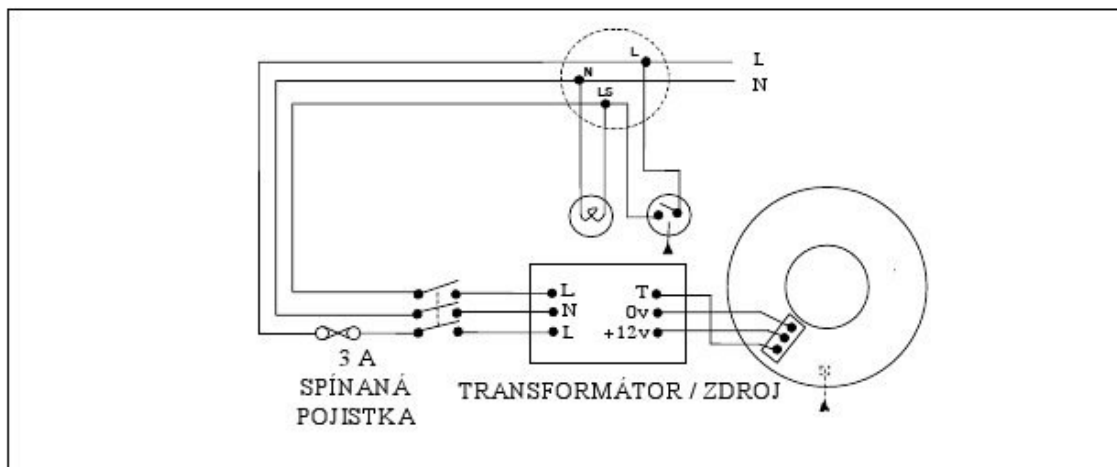 L
L
N
N
LS
L
T
N
0v
L
+12v
3 A
SPÍNANÁ
POJISTKA
TRANSFORMÁTOR / ZDROJ